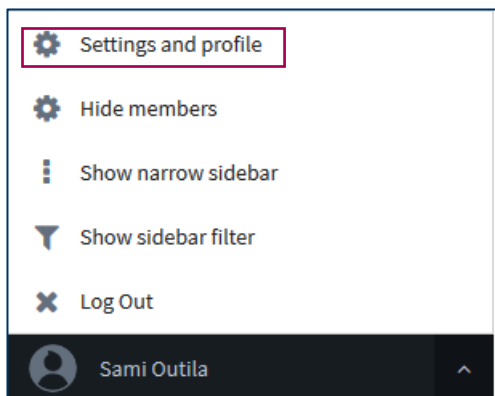 Settings and profile
Hide members
Show narrow sidebar
Show sidebar filter
Log Out
Sami Outila